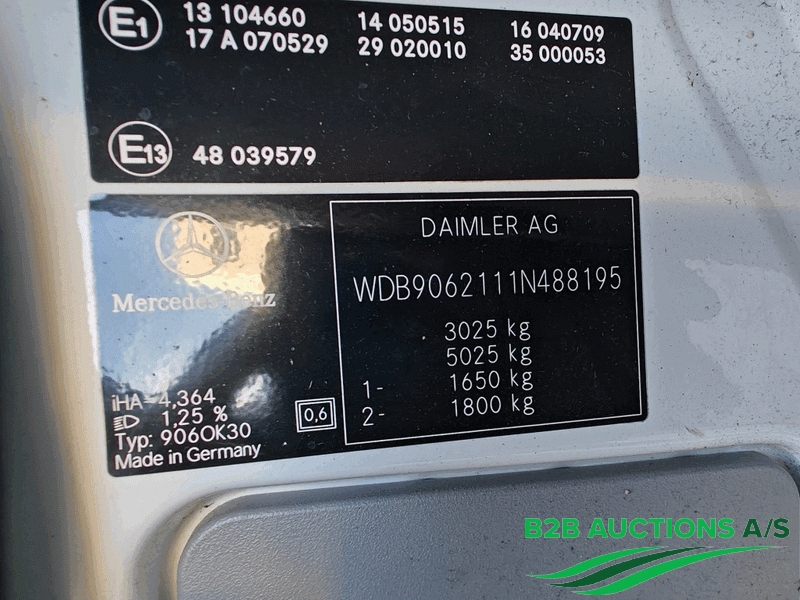 E1 13 104660 14 050515 16 040709
17 A 070529 29 020010 35 000053
E13 48 039579
DAIMLER AG
Mercedes-Benz
WDB9062111N488195
3025 kg
5025 kg
1- 1650 kg
2- 1800 kg
iHA=4,364
1,25 %
0,6
Typ: 906OK30
Made in Germany
B2B AUCTIONS A/S